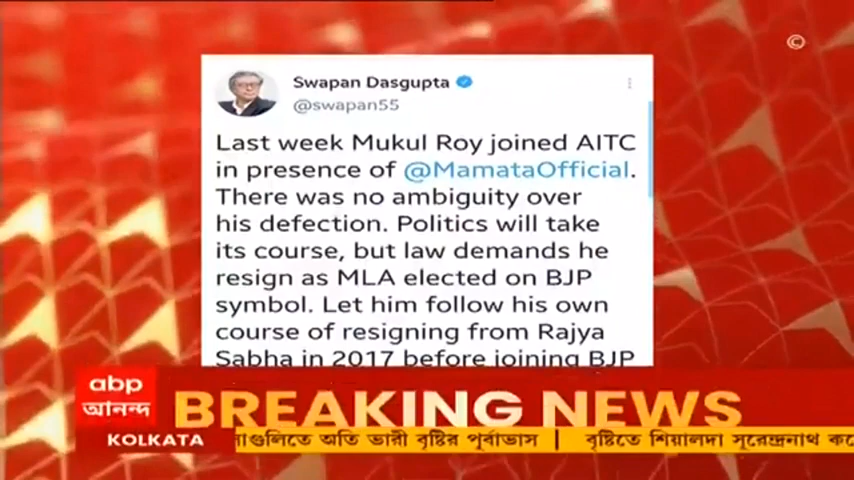 ©
Swapan Dasgupta
@swapan55
Last week Mukul Roy joined AITC
in presence of @MamataOfficial.
There was no ambiguity over
his defection. Politics will take
its course, but law demands he
resign as MLA elected on BJP
symbol. Let him follow his own
course of resigning from Rajya
Sabha in 2017 before joining BJP
abp
আনন্দ
BREAKING NEWS
KOLKATA
অতি ভারী বৃষ্টির পূর্বাভাস | বৃষ্টিতে শিয়ালদা সুরেন্দ্রনাথ